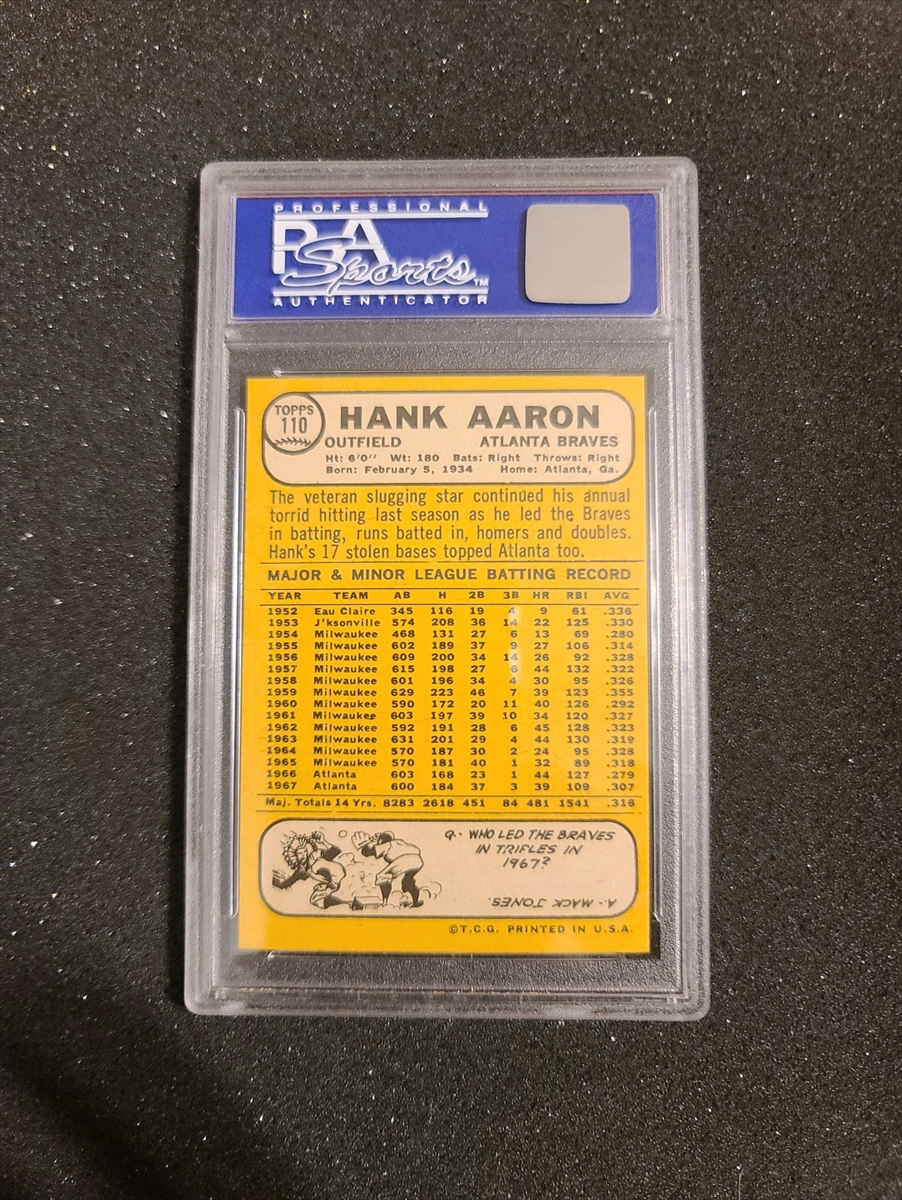 PROFESSIONAL
PSA
Sports™
AUTHENTICATOR
TOPPS
110
HANK AARON
OUTFIELD ATLANTA BRAVES
Ht: 6'0" Wt: 180 Bats: Right Throws: Right
Born: February 5, 1934 Home: Atlanta, Ga.
The veteran slugging star continued his annual
torrid hitting last season as he led the Braves
in batting, runs batted in, homers and doubles.
Hank's 17 stolen bases topped Atlanta too.
MAJOR & MINOR LEAGUE BATTING RECORD
YEAR TEAM AB H 2B 3B HR RBI AVG
1952 Eau Claire 345 116 19 4 9 61 .336
1953 J'ksonville 574 208 36 14 22 125 .330
1954 Milwaukee 468 131 27 6 13 69 .280
1955 Milwaukee 602 189 37 9 27 106 .314
1956 Milwaukee 609 200 34 14 26 92 .328
1957 Milwaukee 615 198 27 6 44 132 .322
1958 Milwaukee 601 196 34 4 30 95 .326
1959 Milwaukee 629 223 46 7 39 123 .355
1960 Milwaukee 590 172 20 11 40 126 .292
1961 Milwaukee 603 197 39 10 34 120 .327
1962 Milwaukee 592 191 28 6 45 128 .323
1963 Milwaukee 631 201 29 4 44 130 .319
1964 Milwaukee 570 187 30 2 24 95 .328
1965 Milwaukee 570 181 40 1 32 89 .318
1966 Atlanta 603 168 23 1 44 127 .279
1967 Atlanta 600 184 37 3 39 109 .307
Maj. Totals 14 Yrs. 8283 2618 451 84 481 1541 .316
Q.- WHO LED THE BRAVES
IN TRIPLES IN
1967?
A.- MACK JONES.
©T.C.G. PRINTED IN U.S.A.